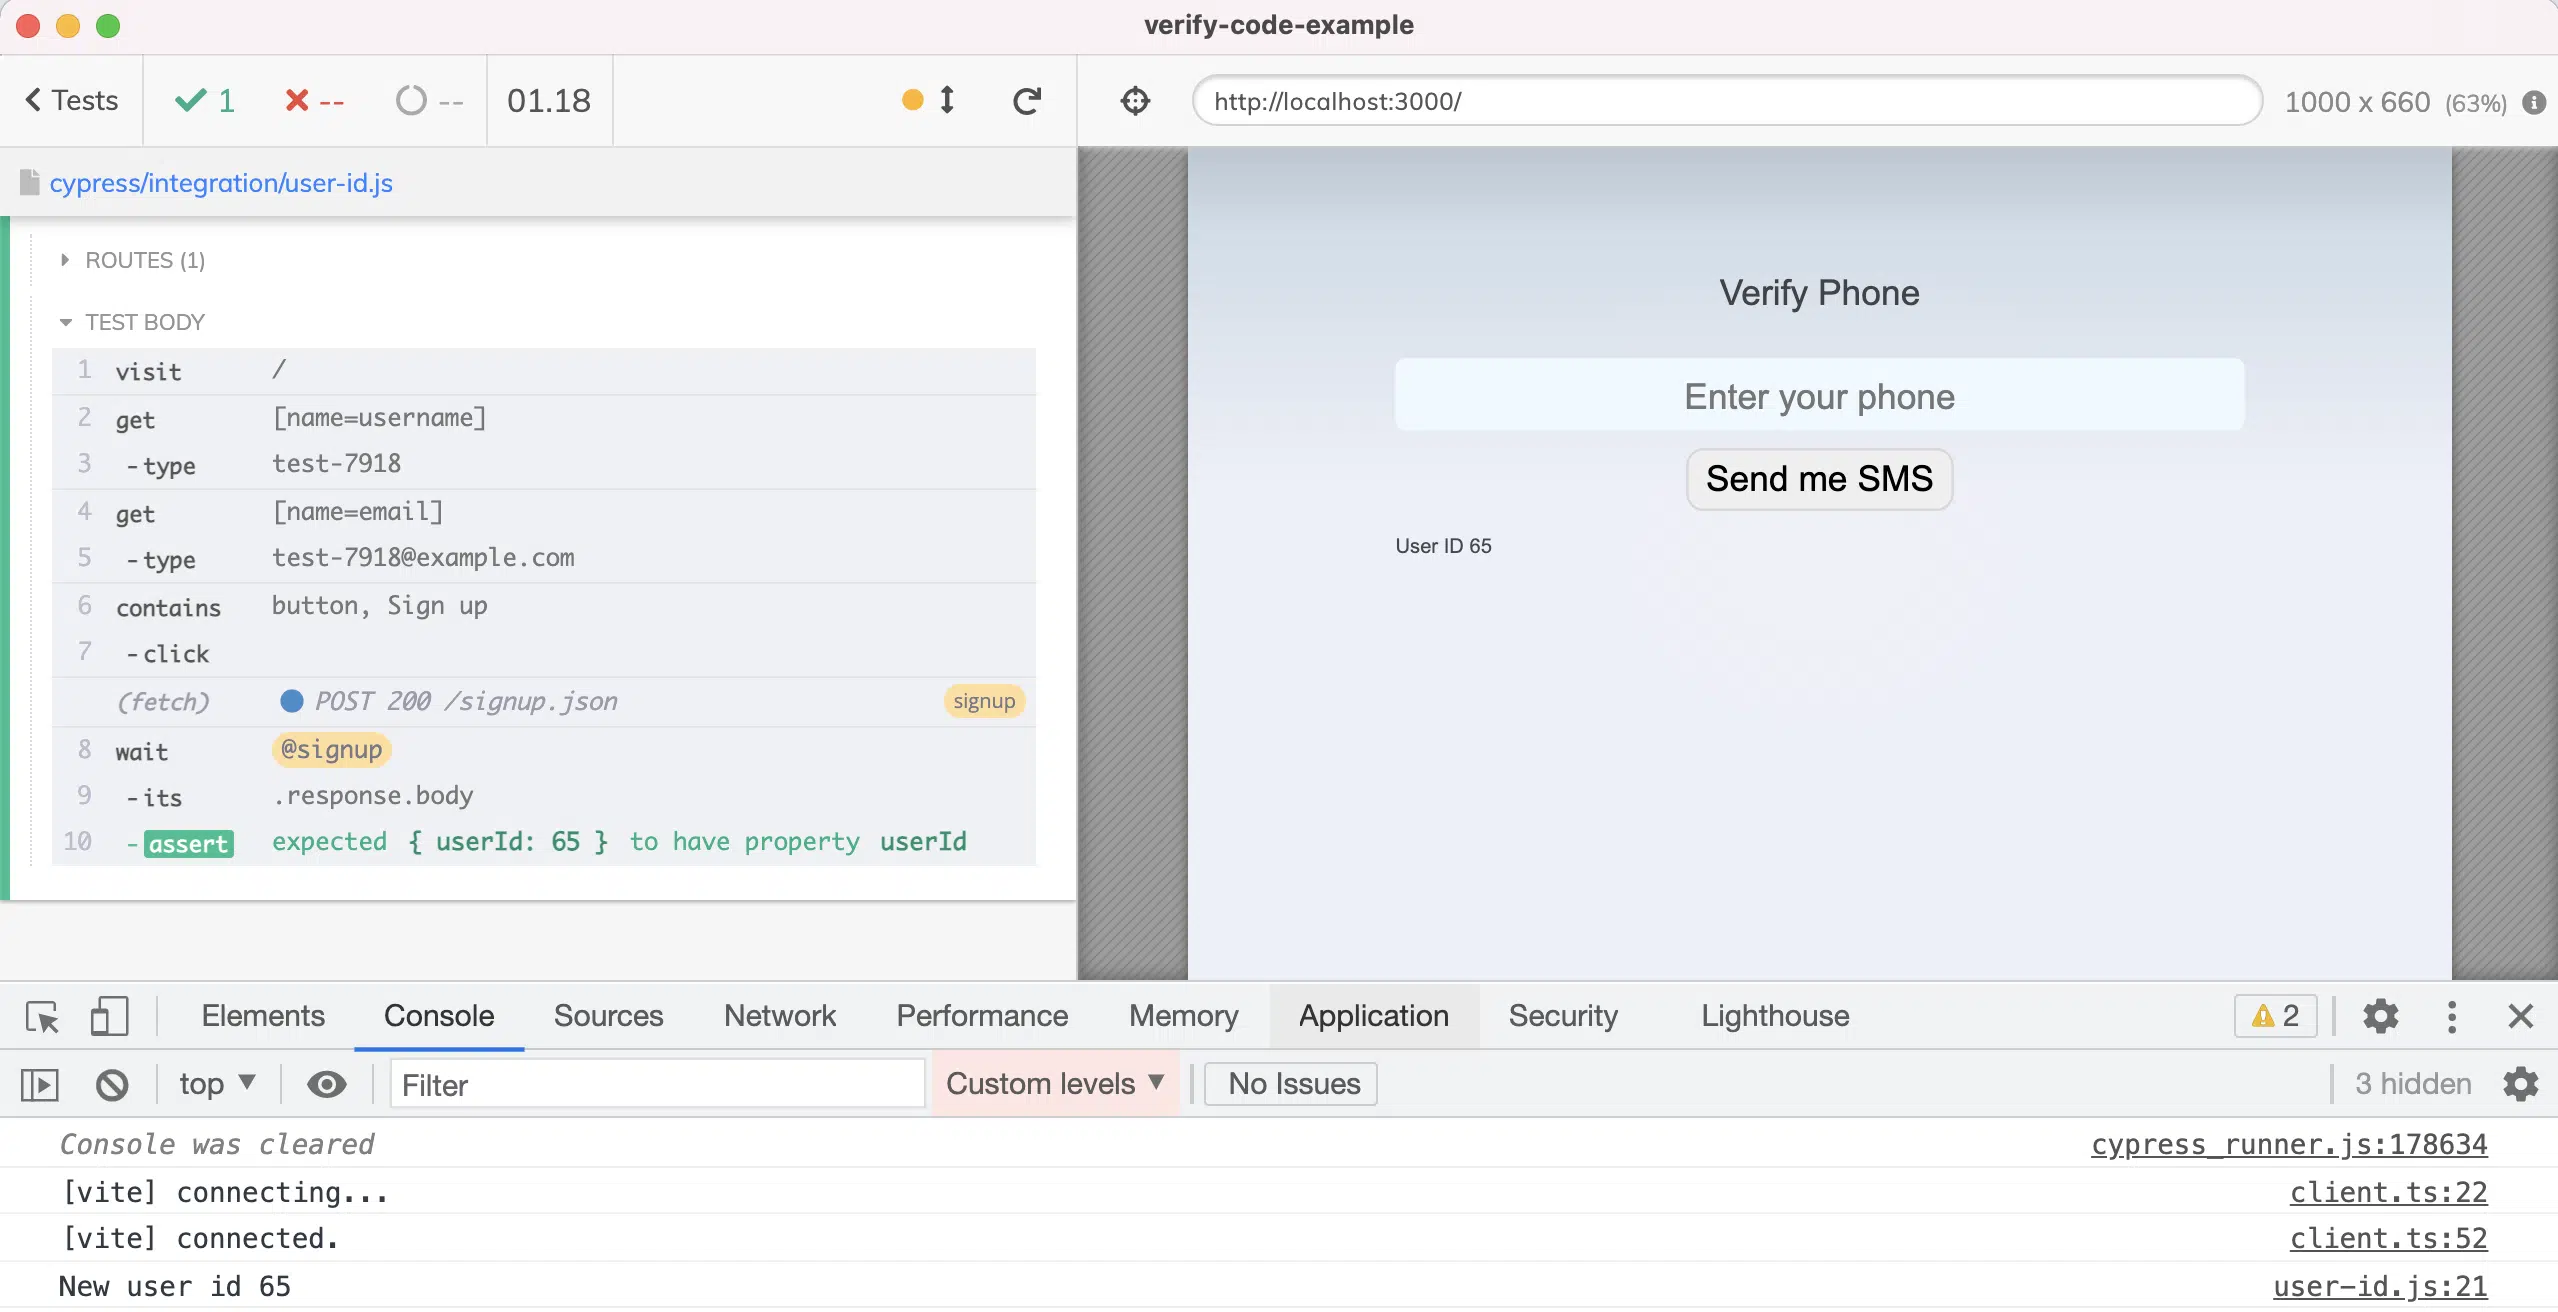 verify-code-example
Tests 1 -- -- 01.18
http://localhost:3000/ 1000 x 660 (63%)
cypress/integration/user-id.js
ROUTES (1)
TEST BODY
1 visit /
2 get [name=username]
3 -type test-7918
4 get [name=email]
5 -type test-7918@example.com
6 contains button, Sign up
7 -click
(fetch) POST 200 /signup.json signup
8 wait @signup
9 -its .response.body
10 -assert expected { userId: 65 } to have property userId
Verify Phone
Enter your phone
Send me SMS
User ID 65
Elements Console Sources Network Performance Memory Application Security Lighthouse 2
top Filter Custom levels No Issues 3 hidden
Console was cleared cypress_runner.js:178634
[vite] connecting... client.ts:22
[vite] connected. client.ts:52
New user id 65 user-id.js:21